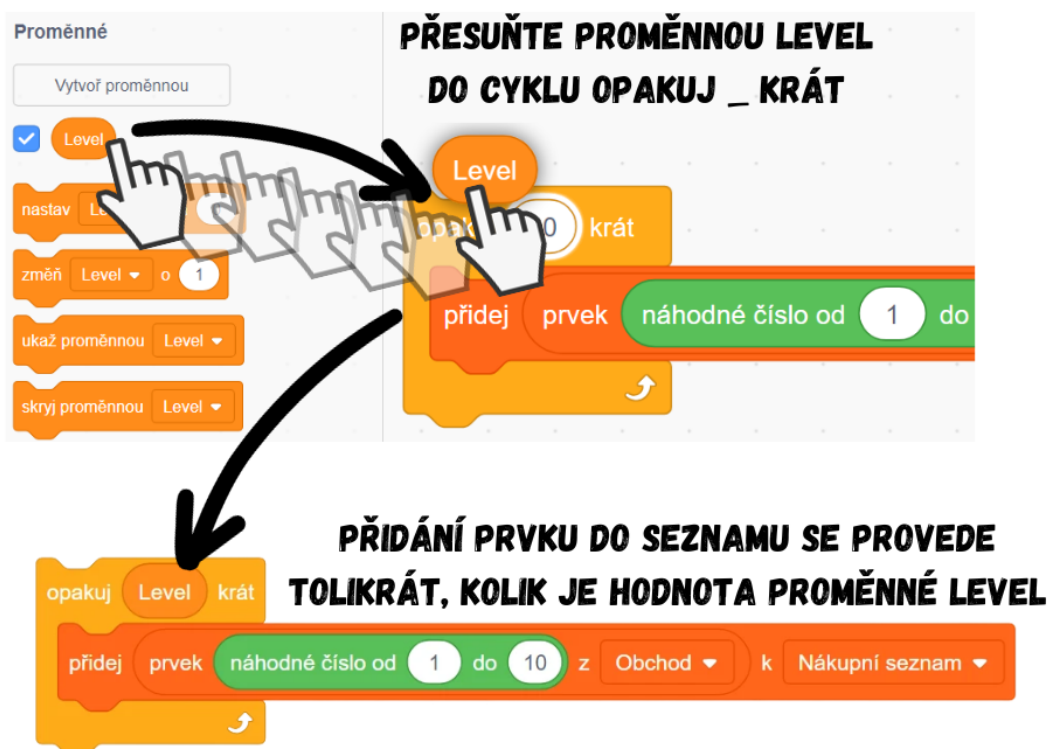 Proměnné
PŘESUŇTE PROMĚNNOU LEVEL
DO CYKLU OPAKUJ _ KRÁT
Vytvoř proměnnou
Level
Level
nastav
opak 0 krát
změň Level o 1
přidej prvek náhodné číslo od 1 do
ukaž proměnnou Level
skryj proměnnou Level
PŘIDÁNÍ PRVKU DO SEZNAMU SE PROVEDE
TOLIKRÁT, KOLIK JE HODNOTA PROMĚNNÉ LEVEL
opakuj Level krát
přidej prvek náhodné číslo od 1 do 10 z Obchod k Nákupní seznam